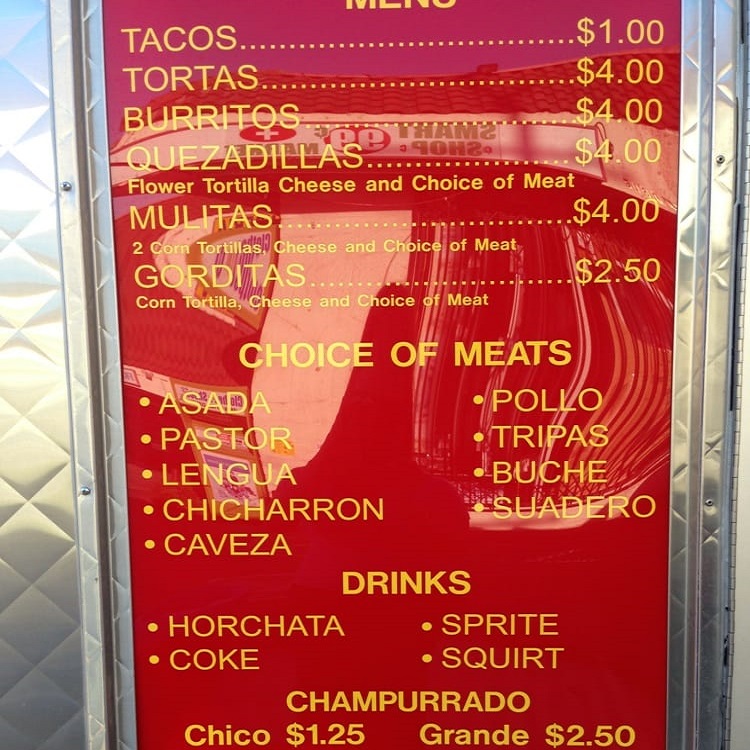 MENU
TACOS..............................$1.00
TORTAS............................$4.00
BURRITOS.........................$4.00
QUEZADILLAS...................$4.00
Flower Tortilla Cheese and Choice of Meat
MULITAS...........................$4.00
2 Corn Tortillas, Cheese and Choice of Meat
GORDITAS........................$2.50
Corn Tortilla, Cheese and Choice of Meat
CHOICE OF MEATS
• ASADA • POLLO
• PASTOR • TRIPAS
• LENGUA • BUCHE
• CHICHARRON • SUADERO
• CAVEZA
DRINKS
• HORCHATA • SPRITE
• COKE • SQUIRT
CHAMPURRADO
Chico $1.25 Grande $2.50
SMART
99¢
SHOP